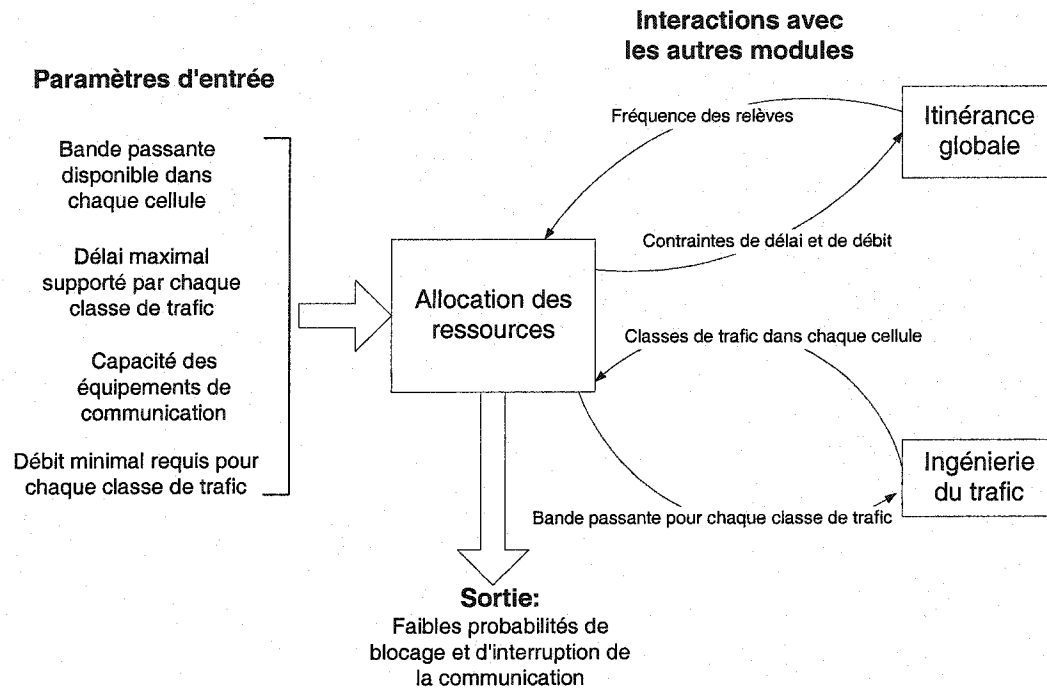 Interactions avec
les autres modules
Paramètres d'entrée
Bande passante
disponible dans
chaque cellule
Délai maximal
supporté par chaque
classe de trafic
Capacité des
équipements de
communication
Débit minimal requis pour
chaque classe de trafic
Allocation des
ressources
Fréquence des relèves
Itinérance
globale
Contraintes de délai et de débit
Classes de trafic dans chaque cellule
Ingénierie
du trafic
Bande passante pour chaque classe de trafic
Sortie:
Faibles probabilités de
blocage et d'interruption de
la communication